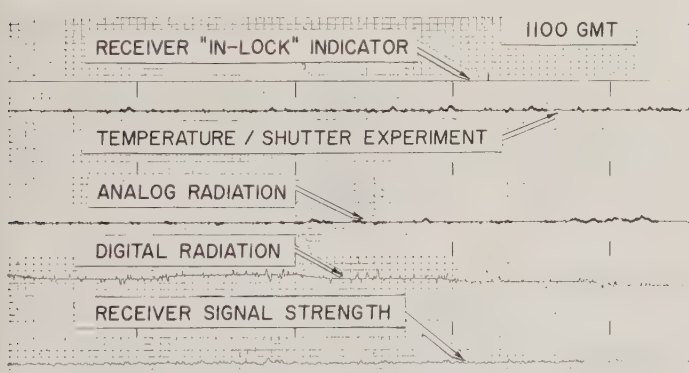 1100 GMT
RECEIVER "IN-LOCK" INDICATOR
TEMPERATURE / SHUTTER EXPERIMENT
ANALOG RADIATION
DIGITAL RADIATION
RECEIVER SIGNAL STRENGTH